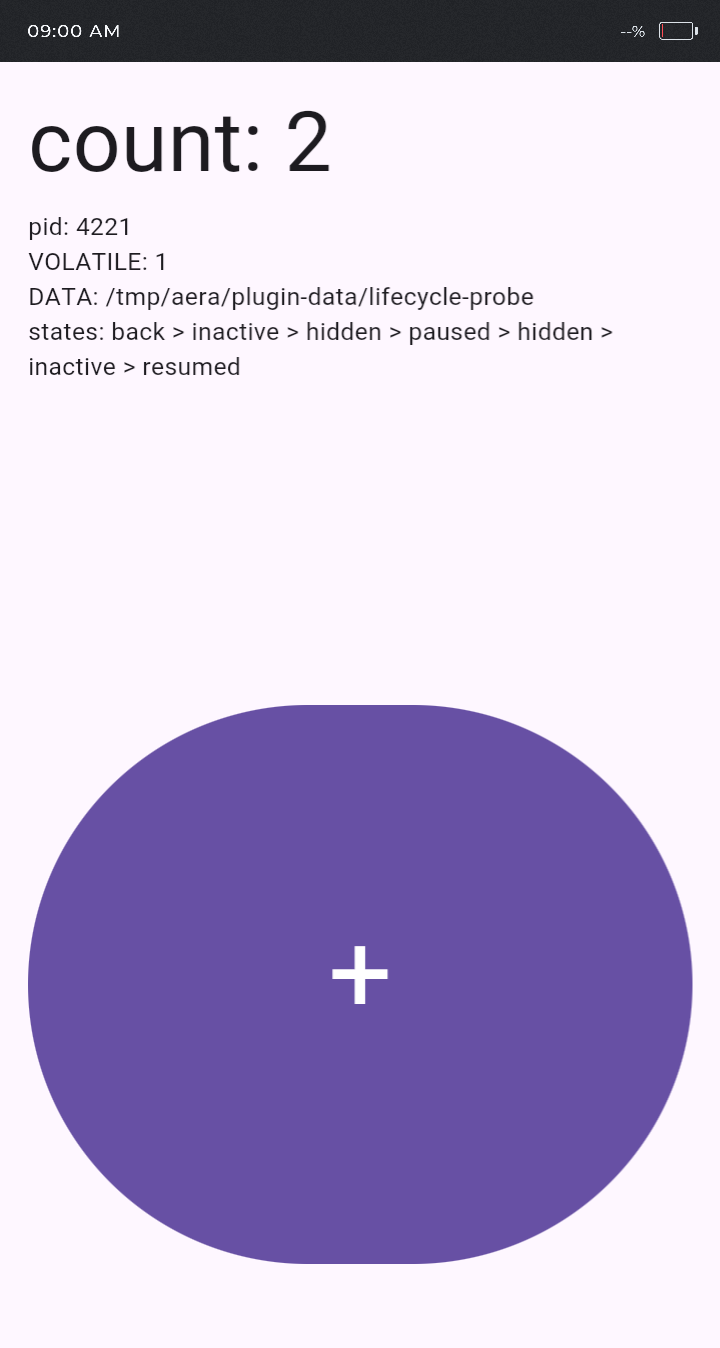 09:00 AM --%
count: 2
pid: 4221
VOLATILE: 1
DATA: /tmp/aera/plugin-data/lifecycle-probe
states: back > inactive > hidden > paused > hidden >
inactive > resumed
+